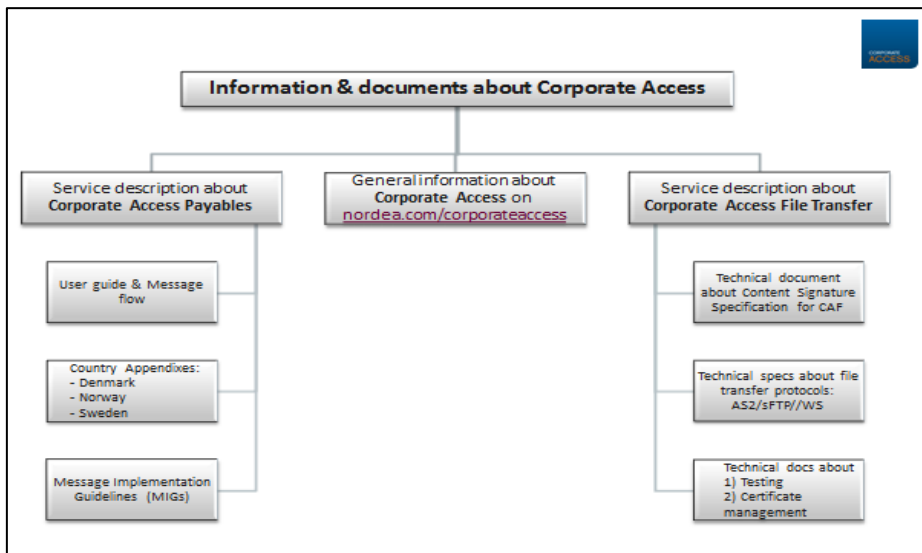 CORPORATE
ACCESS
Information & documents about Corporate Access
Service description about
Corporate Access Payables
General information about
Corporate Access on
nordea.com/corporateaccess
Service description about
Corporate Access File Transfer
User guide & Message
flow
Country Appendixes:
- Denmark
- Norway
- Sweden
Message Implementation
Guidelines (MIGs)
Technical document
about Content Signature
Specification for CAF
Technical specs about file
transfer protocols:
AS2/sFTP//WS
Technical docs about
1) Testing
2) Certificate
management